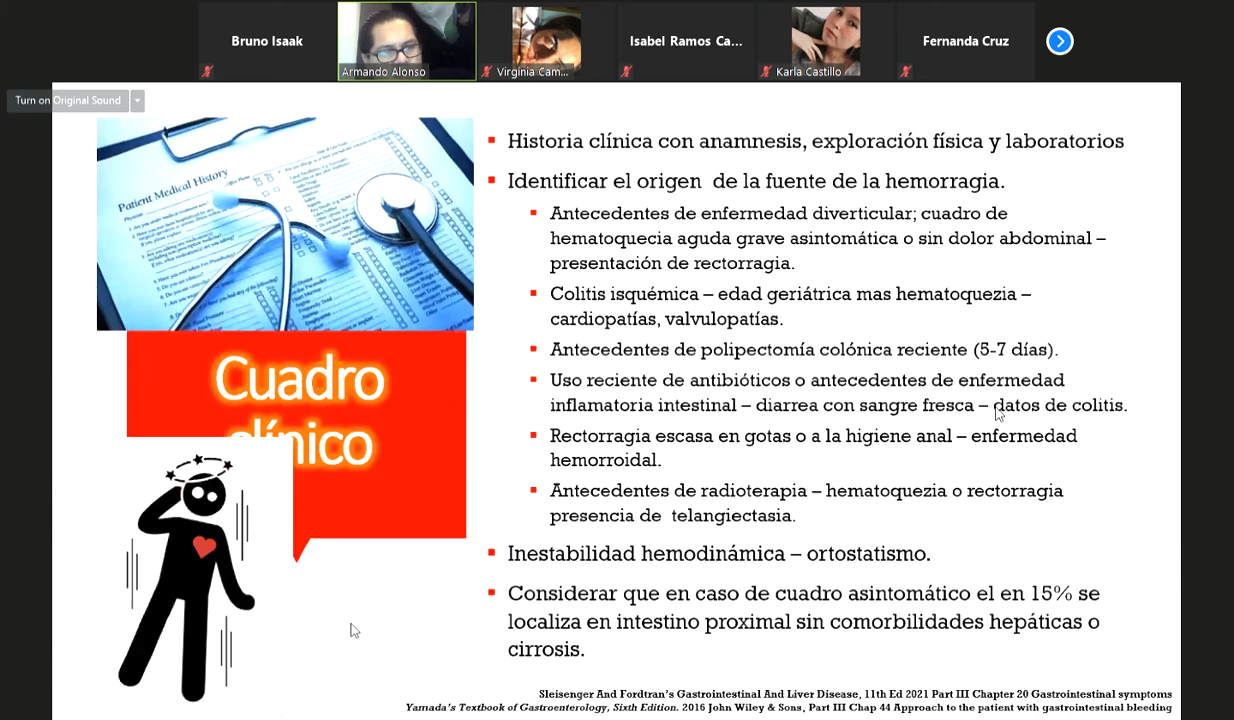 Bruno Isaak
Armando Alonso
Virginia Cam...
Isabel Ramos Ca...
Karla Castillo
Fernanda Cruz
Turn on Original Sound
Patient Medical History
Cuadro
clínico
Historia clínica con anamnesis, exploración física y laboratorios
Identificar el origen de la fuente de la hemorragia.
Antecedentes de enfermedad diverticular; cuadro de
hematoquecia aguda grave asintomática o sin dolor abdominal –
presentación de rectorragia.
Colitis isquémica – edad geriátrica mas hematoquezia –
cardiopatías, valvulopatías.
Antecedentes de polipectomía colónica reciente (5-7 días).
Uso reciente de antibióticos o antecedentes de enfermedad
inflamatoria intestinal – diarrea con sangre fresca – datos de colitis.
Rectorragia escasa en gotas o a la higiene anal – enfermedad
hemorroidal.
Antecedentes de radioterapia – hematoquezia o rectorragia
presencia de telangiectasia.
Inestabilidad hemodinámica – ortostatismo.
Considerar que en caso de cuadro asintomático el en 15% se
localiza en intestino proximal sin comorbilidades hepáticas o
cirrosis.
Sleisenger And Fordtran's Gastrointestinal And Liver Disease, 11th Ed 2021 Part III Chapter 20 Gastrointestinal symptoms
Yamada's Textbook of Gastroenterology, Sixth Edition. 2016 John Wiley & Sons, Part III Chap 44 Approach to the patient with gastrointestinal bleeding